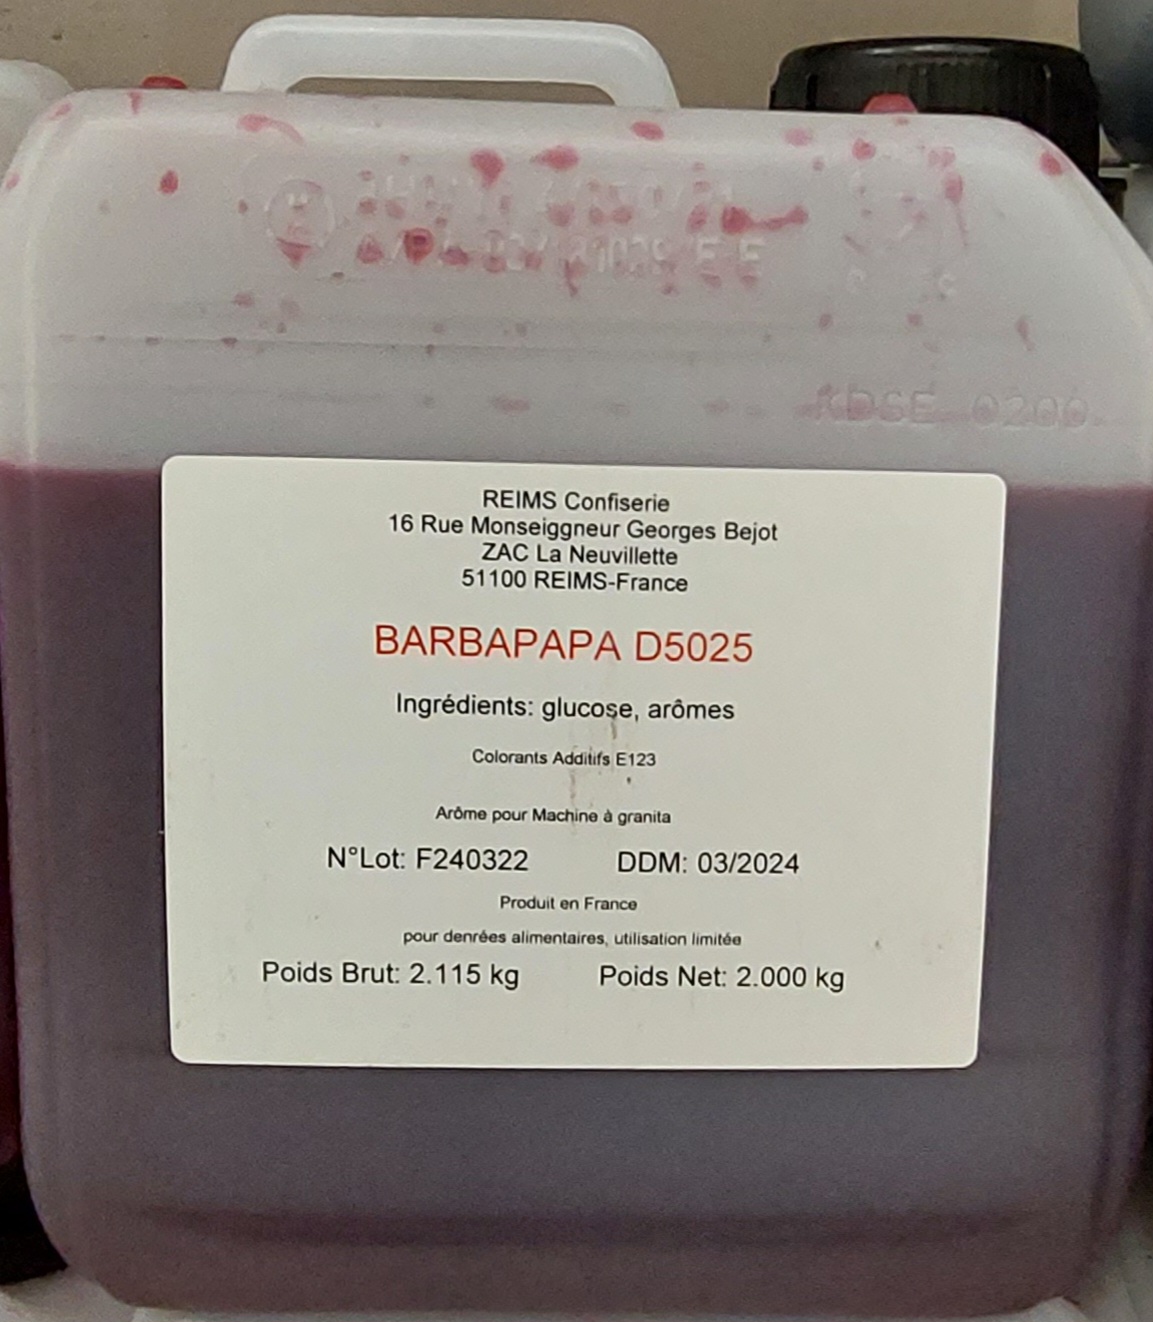 REIMS Confiserie
16 Rue Monseiggneur Georges Bejot
ZAC La Neuvillette
51100 REIMS-France
BARBAPAPA D5025
Ingrédients: glucose, arômes
Colorants Additifs E123
Arôme pour Machine à granita
N°Lot: F240322 DDM: 03/2024
Produit en France
pour denrées alimentaires, utilisation limitée
Poids Brut: 2.115 kg Poids Net: 2.000 kg